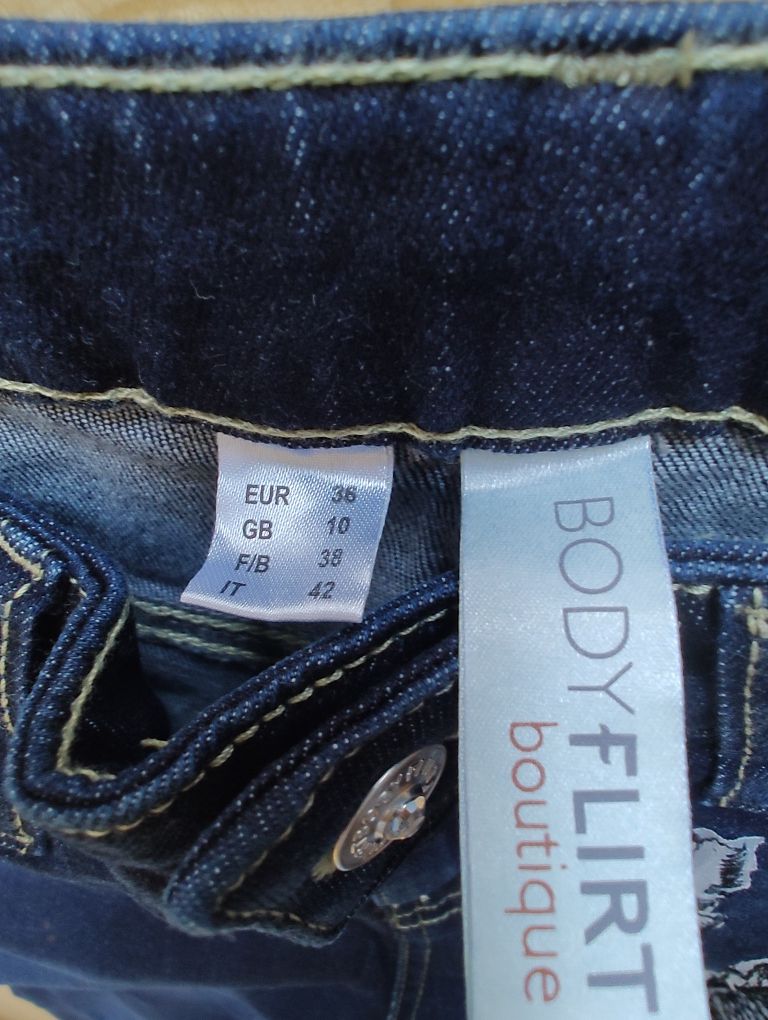 EUR 36
GB 10
F/B 38
IT 42
BODYFLIRT
boutique